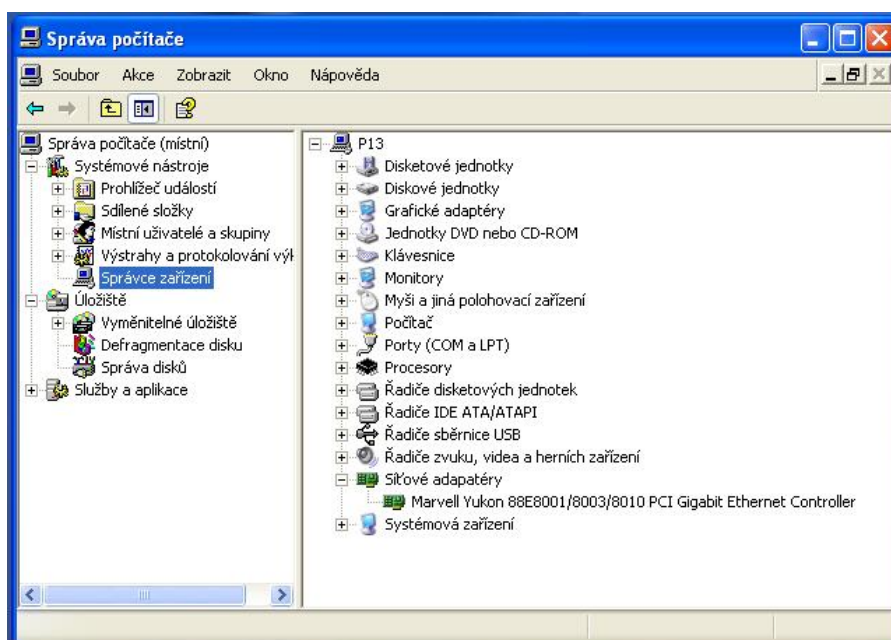 Správa počítače
Soubor Akce Zobrazit Okno Nápověda
Správa počítače (místní)
Systémové nástroje
Prohlížeč událostí
Sdílené složky
Místní uživatelé a skupiny
Výstrahy a protokolování výk
Správce zařízení
Úložiště
Vyměnitelné úložiště
Defragmentace disku
Správa disků
Služby a aplikace
P13
Disketové jednotky
Diskové jednotky
Grafické adaptéry
Jednotky DVD nebo CD-ROM
Klávesnice
Monitory
Myši a jiná polohovací zařízení
Počítač
Porty (COM a LPT)
Procesory
Řadiče disketových jednotek
Řadiče IDE ATA/ATAPI
Řadiče sběrnice USB
Řadiče zvuku, videa a herních zařízení
Síťové adapatéry
Marvell Yukon 88E8001/8003/8010 PCI Gigabit Ethernet Controller
Systémová zařízení